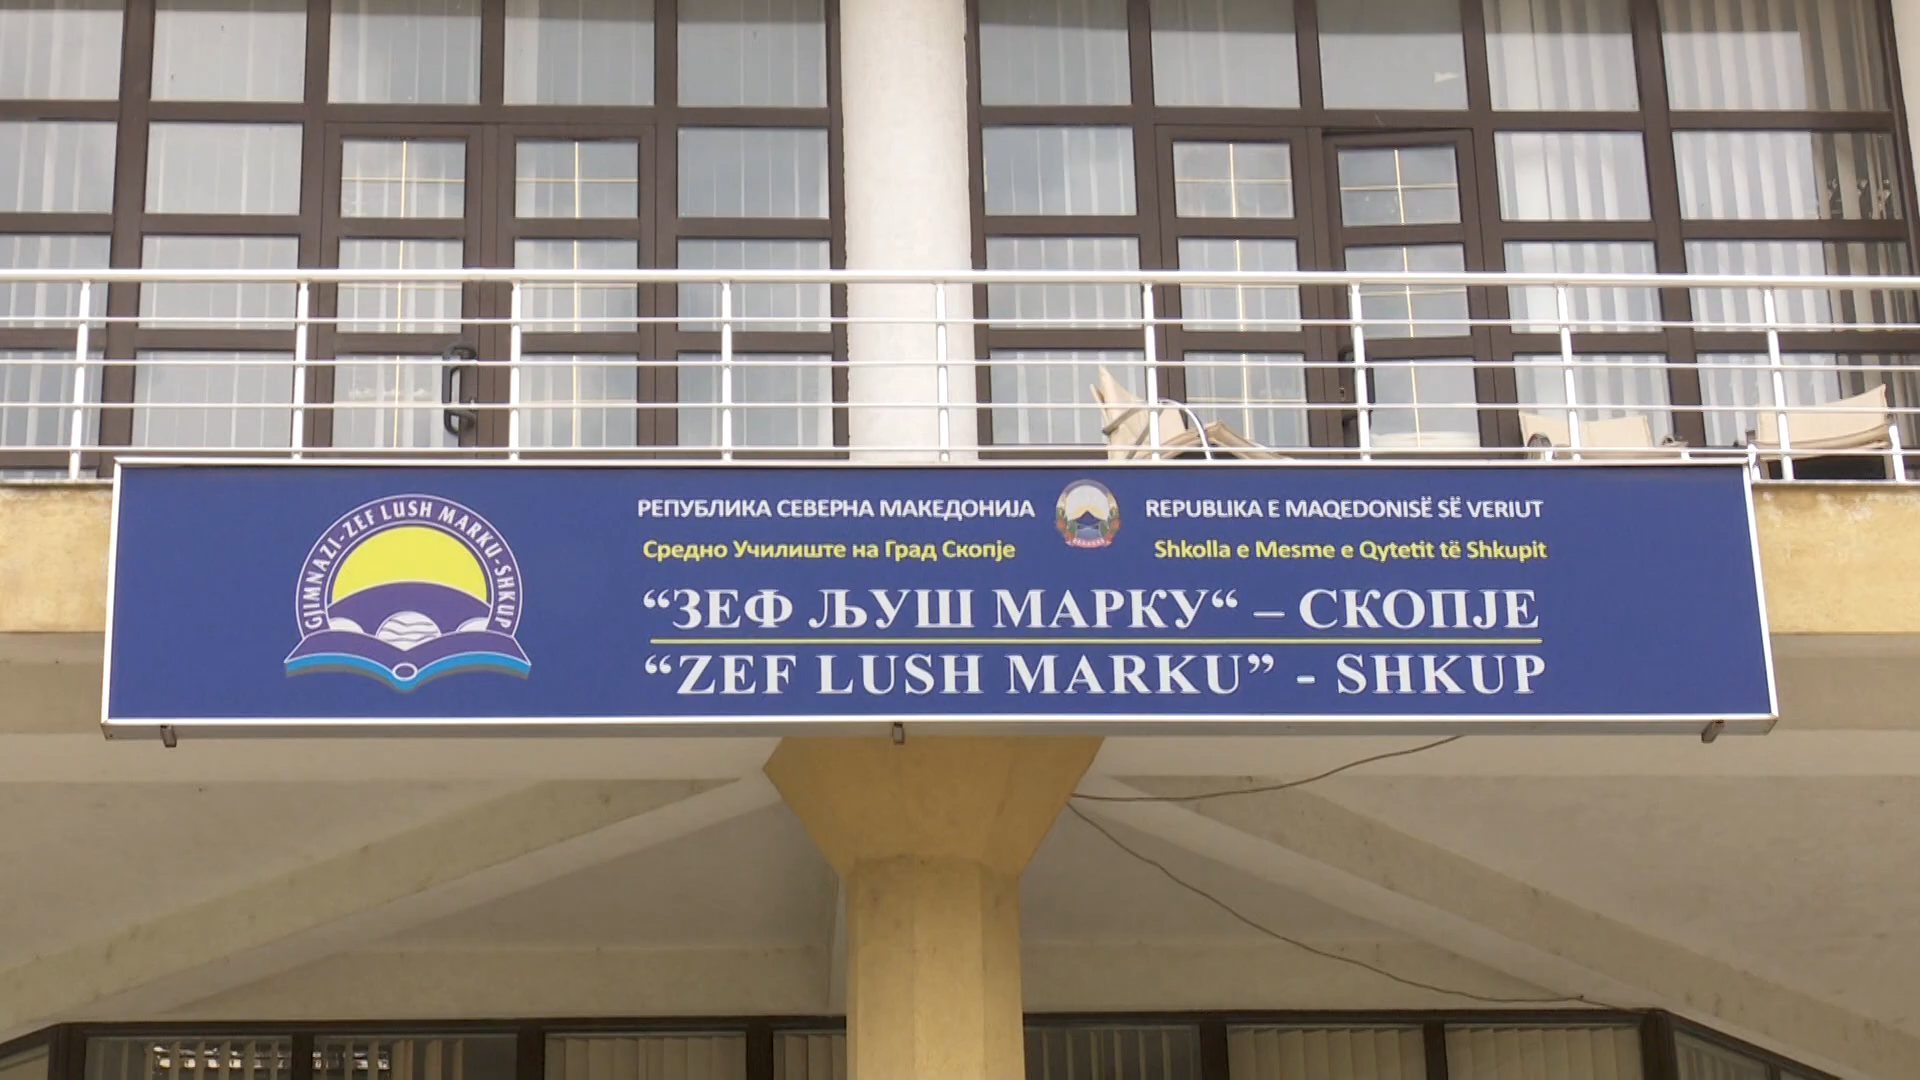 GJIMNAZI-ZEF LUSH MARKU-SHKUP
РЕПУБЛИКА СЕВЕРНА МАКЕДОНИЈА
REPUBLIKA E MAQEDONISË SË VERIUT
Средно Училиште на Град Скопје
Shkolla e Mesme e Qytetit të Shkupit
“ЗЕФ ЉУШ МАРКУ“ – СКОПЈЕ
“ZEF LUSH MARKU” - SHKUP